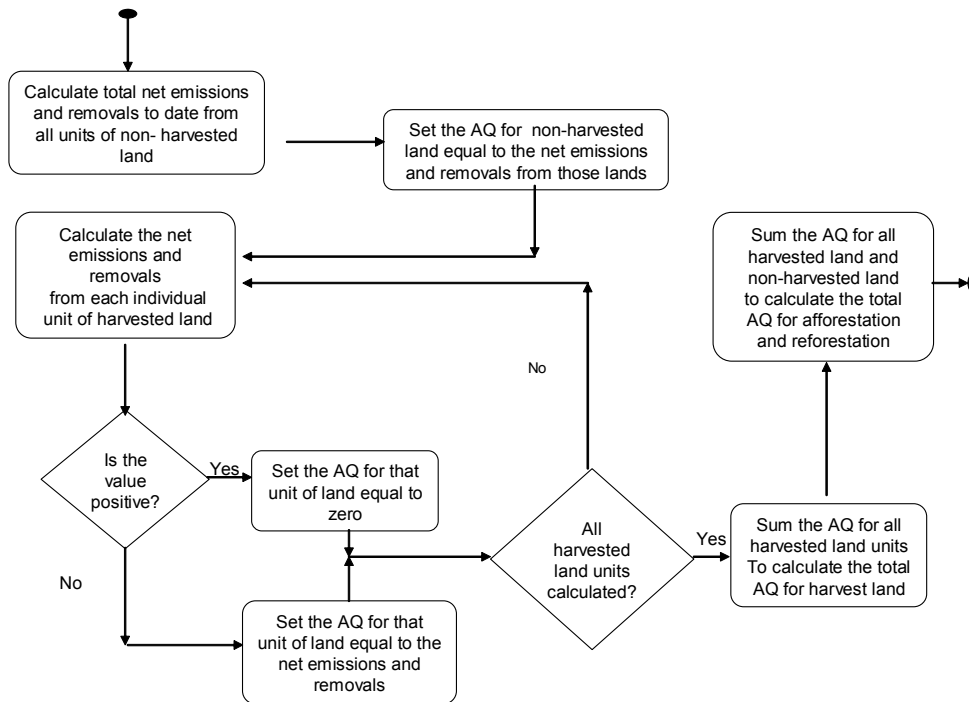 Calculate total net emissions
and removals to date from
all units of non- harvested
land
Set the AQ for non-harvested
land equal to the net emissions
and removals from those lands
Calculate the net
emissions and
removals
from each individual
unit of harvested land
Is the
value
positive?
Yes
No
Set the AQ for that
unit of land equal to
zero
Set the AQ for that
unit of land equal to the
net emissions and
removals
All
harvested
land units
calculated?
No
Yes
Sum the AQ for all
harvested land units
To calculate the total
AQ for harvest land
Sum the AQ for all
harvested land and
non-harvested land
to calculate the total
AQ for afforestation
and reforestation